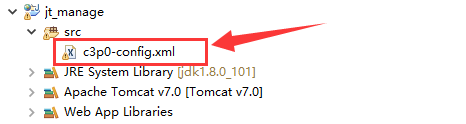 jt_manage
src
c3p0-config.xml
JRE System Library [jdk1.8.0_101]
Apache Tomcat v7.0 [Tomcat v7.0]
Web App Libraries